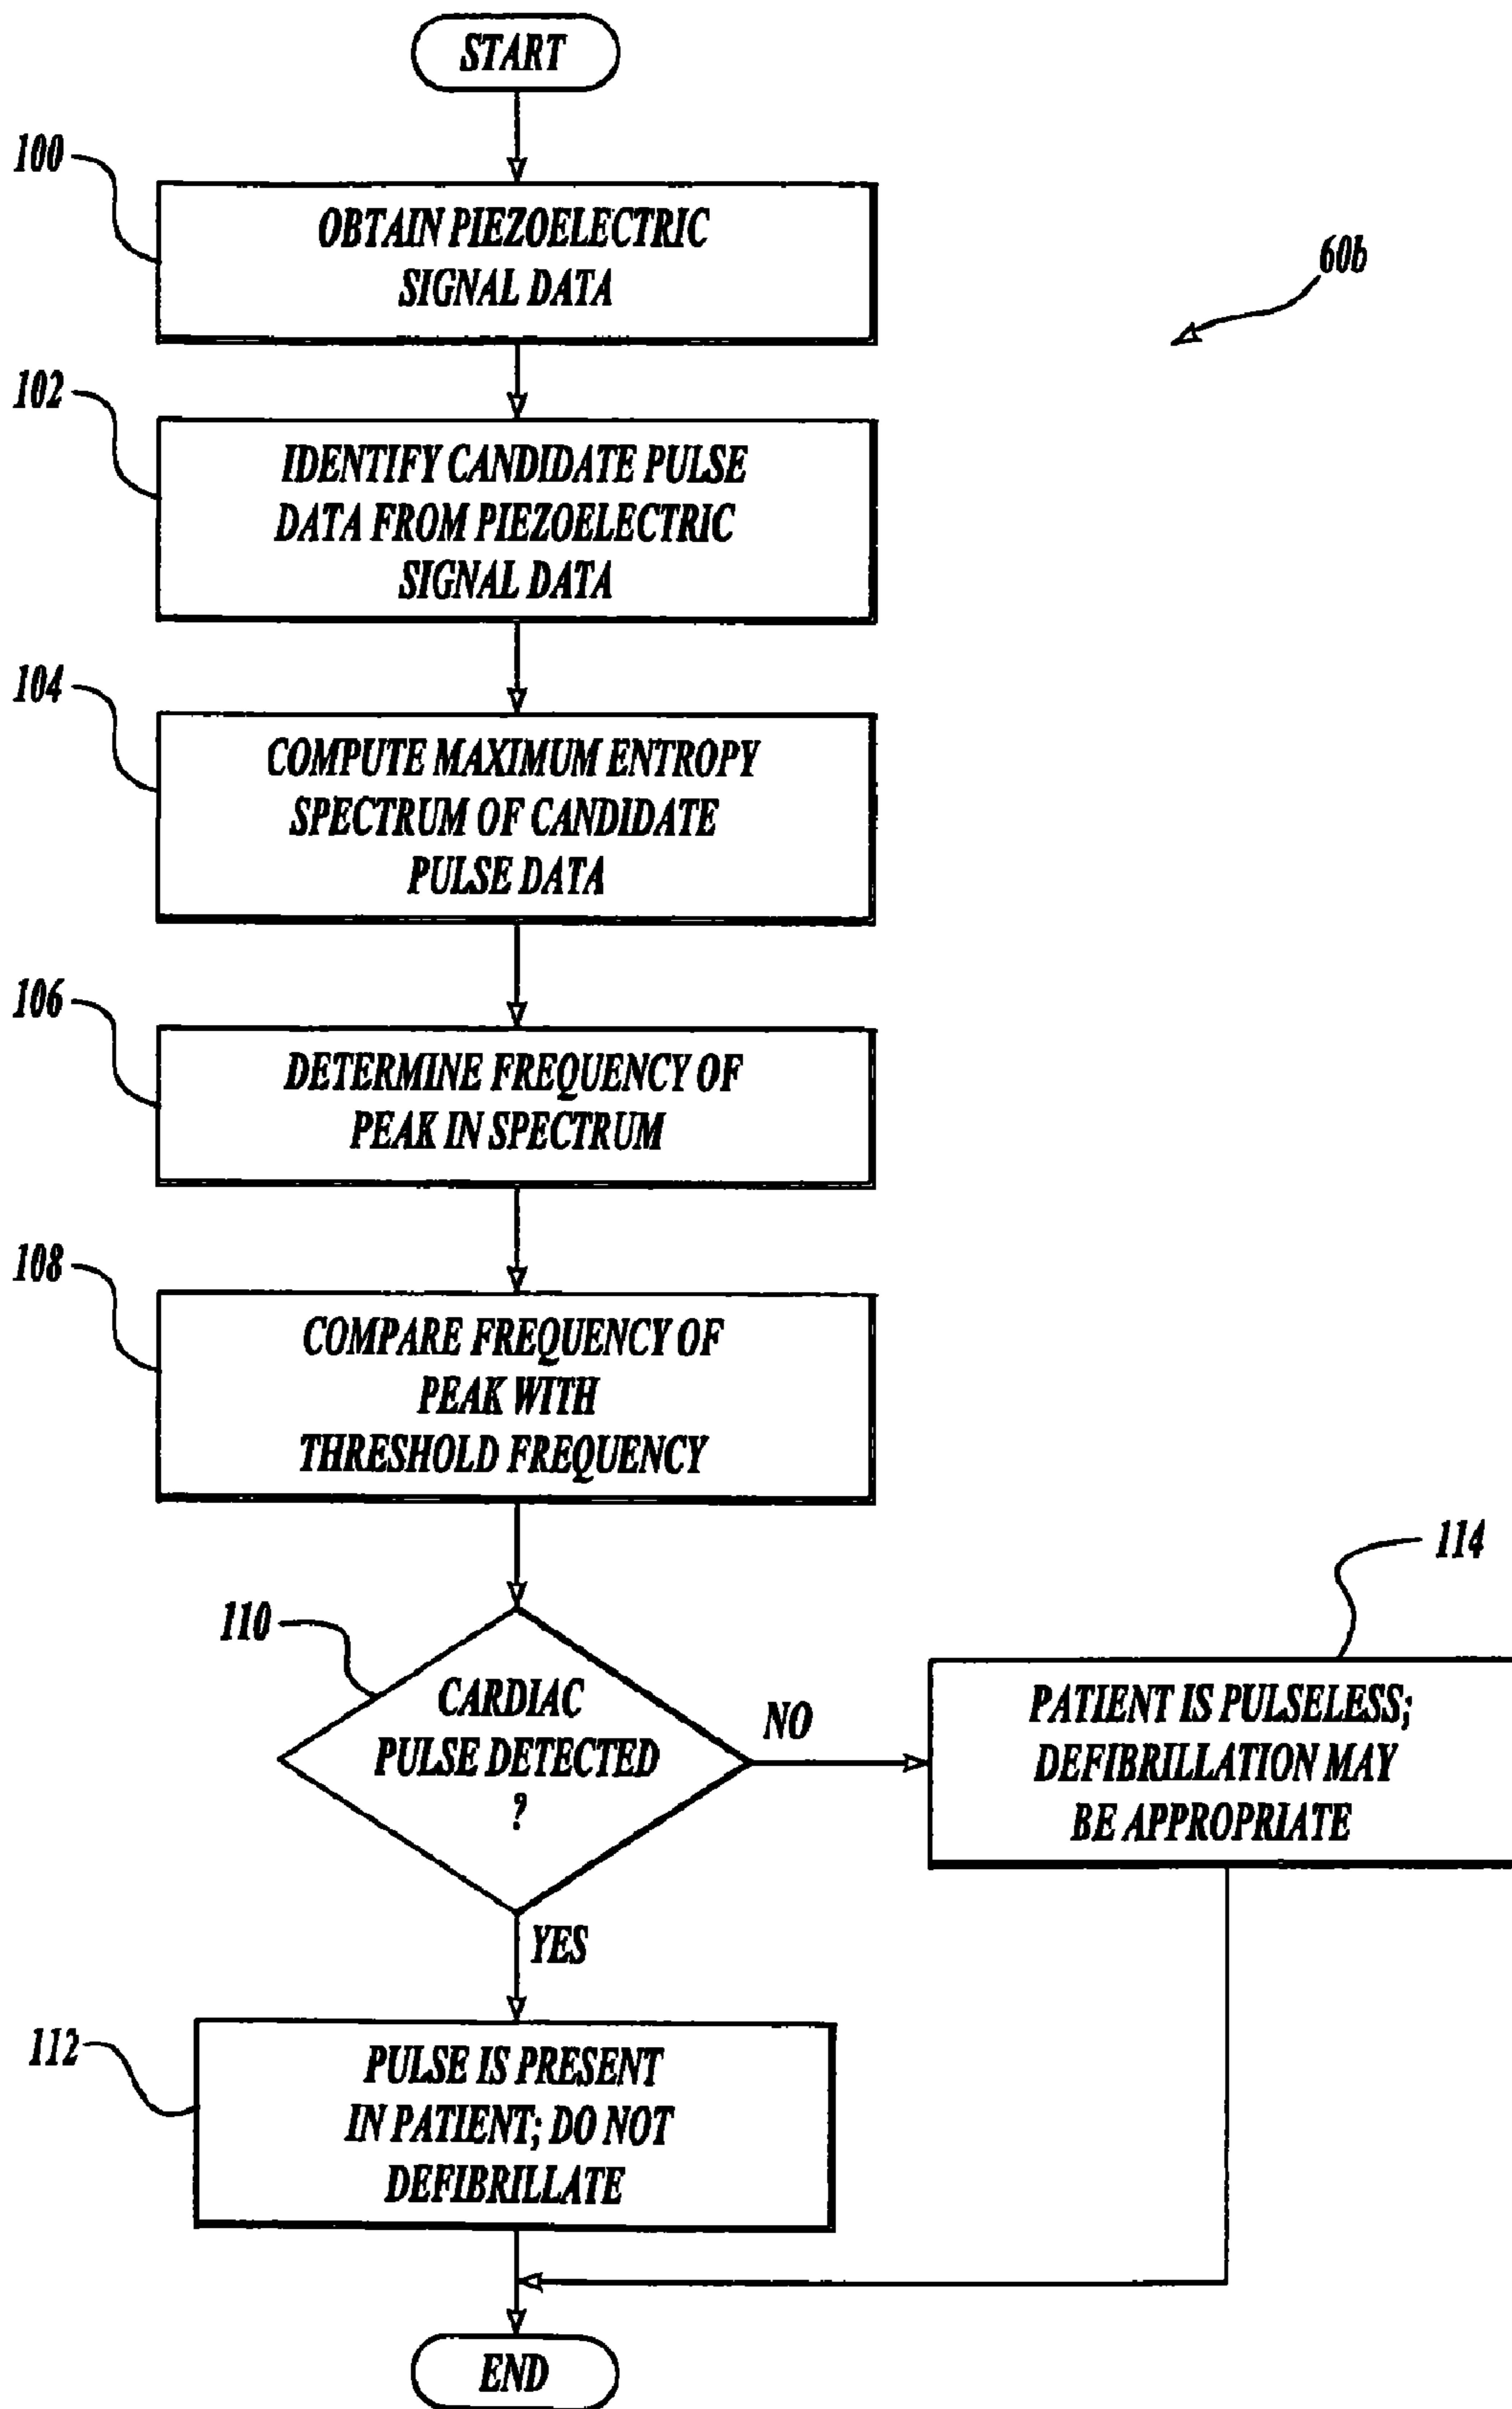 START
100
OBTAIN PIEZOELECTRIC
SIGNAL DATA
60b
102
IDENTIFY CANDIDATE PULSE
DATA FROM PIEZOELECTRIC
SIGNAL DATA
104
COMPUTE MAXIMUM ENTROPY
SPECTRUM OF CANDIDATE
PULSE DATA
106
DETERMINE FREQUENCY OF
PEAK IN SPECTRUM
108
COMPARE FREQUENCY OF
PEAK WITH
THRESHOLD FREQUENCY
110
CARDIAC
PULSE DETECTED
?
NO
114
PATIENT IS PULSELESS;
DEFIBRILLATION MAY
BE APPROPRIATE
YES
112
PULSE IS PRESENT
IN PATIENT; DO NOT
DEFIBRILLATE
END